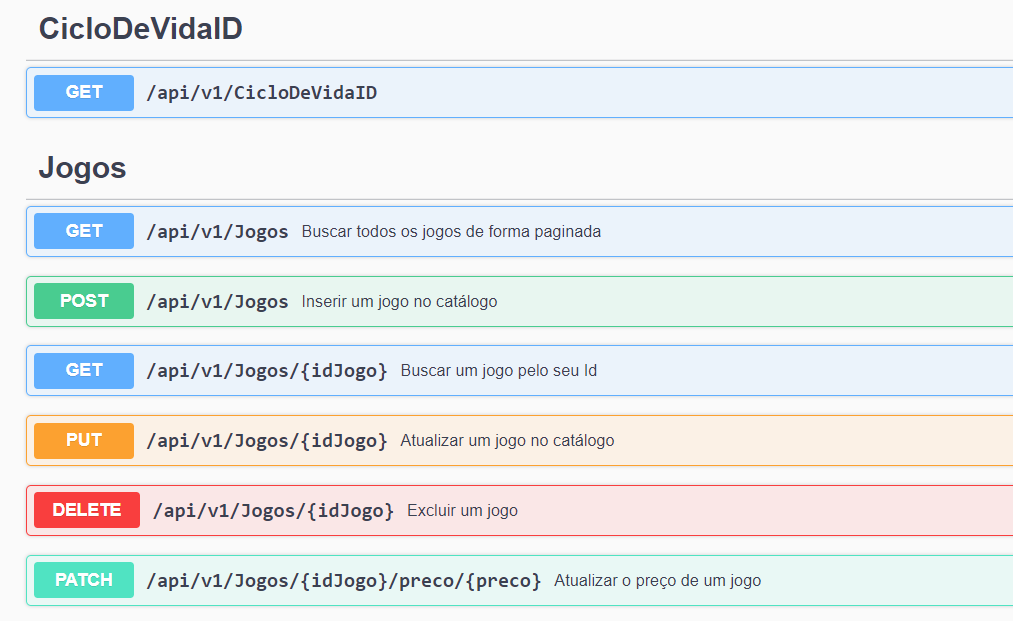 CicloDeVidaID
GET /api/v1/CicloDeVidaID
Jogos
GET /api/v1/Jogos Buscar todos os jogos de forma paginada
POST /api/v1/Jogos Inserir um jogo no catálogo
GET /api/v1/Jogos/{idJogo} Buscar um jogo pelo seu Id
PUT /api/v1/Jogos/{idJogo} Atualizar um jogo no catálogo
DELETE /api/v1/Jogos/{idJogo} Excluir um jogo
PATCH /api/v1/Jogos/{idJogo}/preco/{preco} Atualizar o preço de um jogo